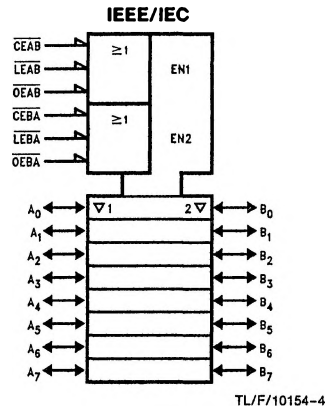 IEEE/IEC
CEAB
LEAB
OEAB
CEBA
LEBA
OEBA
≥1
EN1
≥1
EN2
A0 ▽1 2▽ B0
A1 B1
A2 B2
A3 B3
A4 B4
A5 B5
A6 B6
A7 B7
TL/F/10154-4